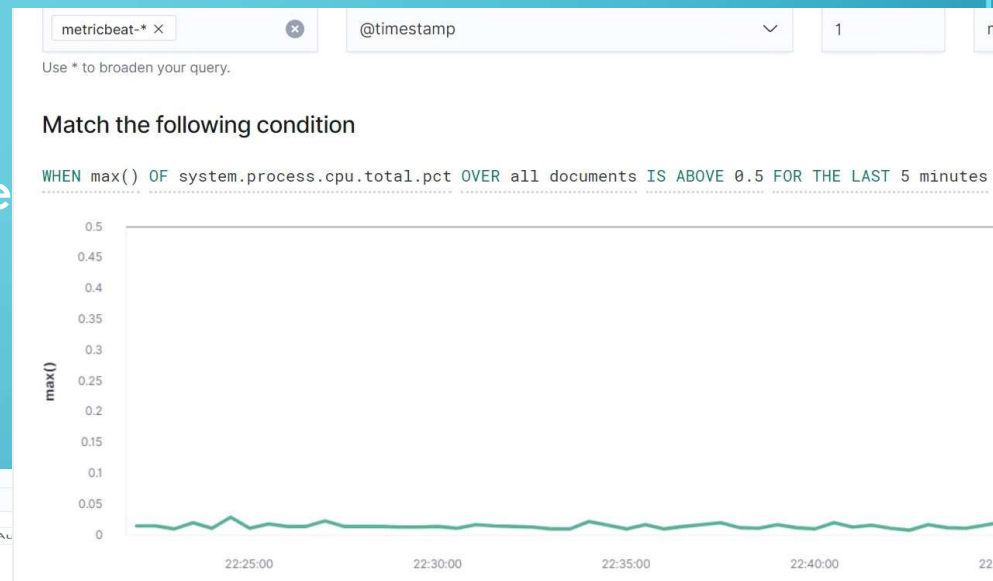 metricbeat-* ×
@timestamp
1
Use * to broaden your query.
Match the following condition
WHEN max() OF system.process.cpu.total.pct OVER all documents IS ABOVE 0.5 FOR THE LAST 5 minutes
0.5
0.45
0.4
0.35
0.3
0.25
0.2
0.15
0.1
0.05
0
max()
22:25:00
22:30:00
22:35:00
22:40:00
22